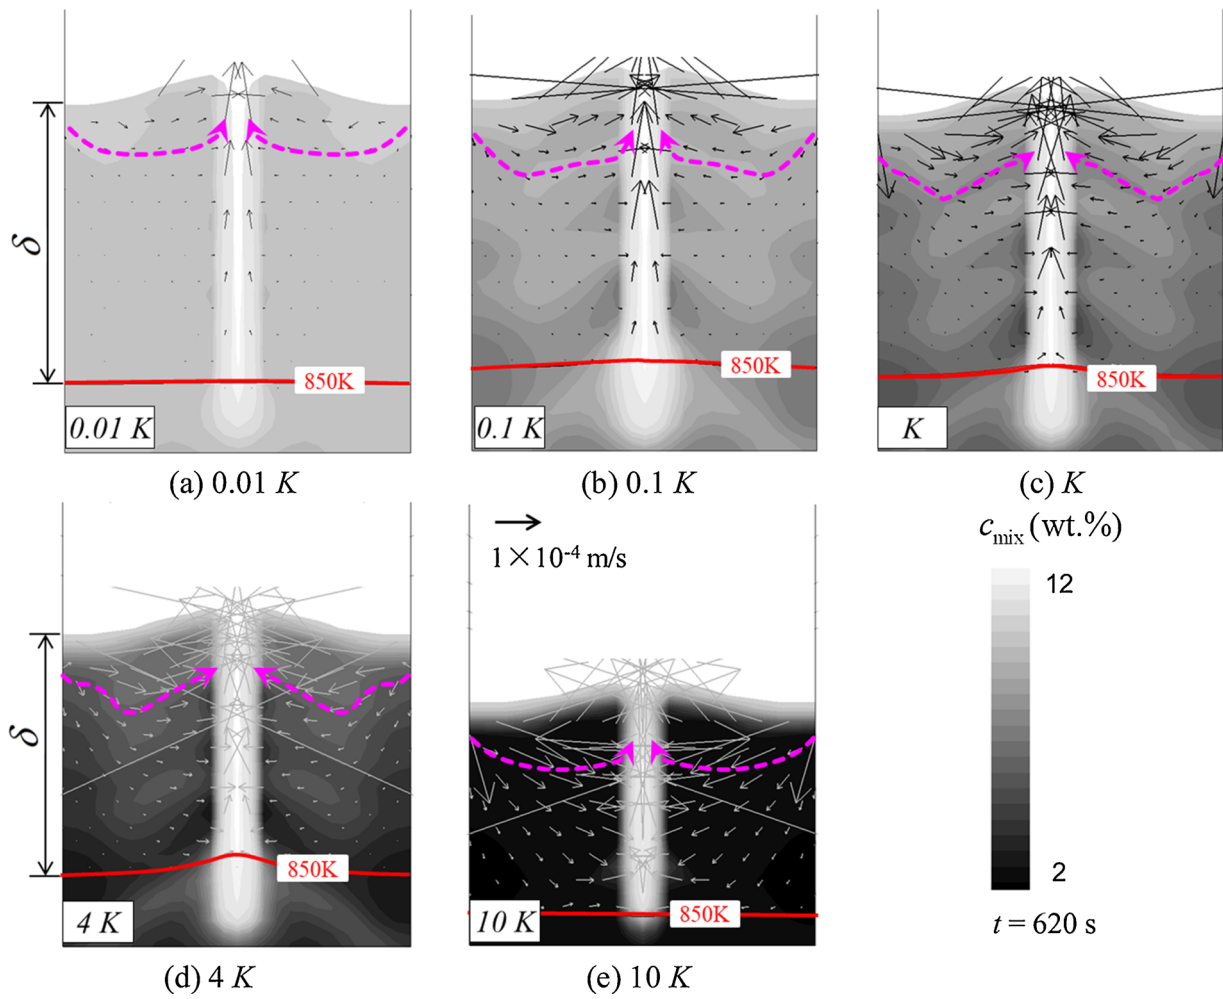 δ
850K
0.01 K
(a) 0.01 K
850K
0.1 K
(b) 0.1 K
850K
K
(c) K
δ
850K
4 K
(d) 4 K
1×10⁻⁴ m/s
850K
10 K
(e) 10 K
cmix (wt.%)
12
2
t = 620 s